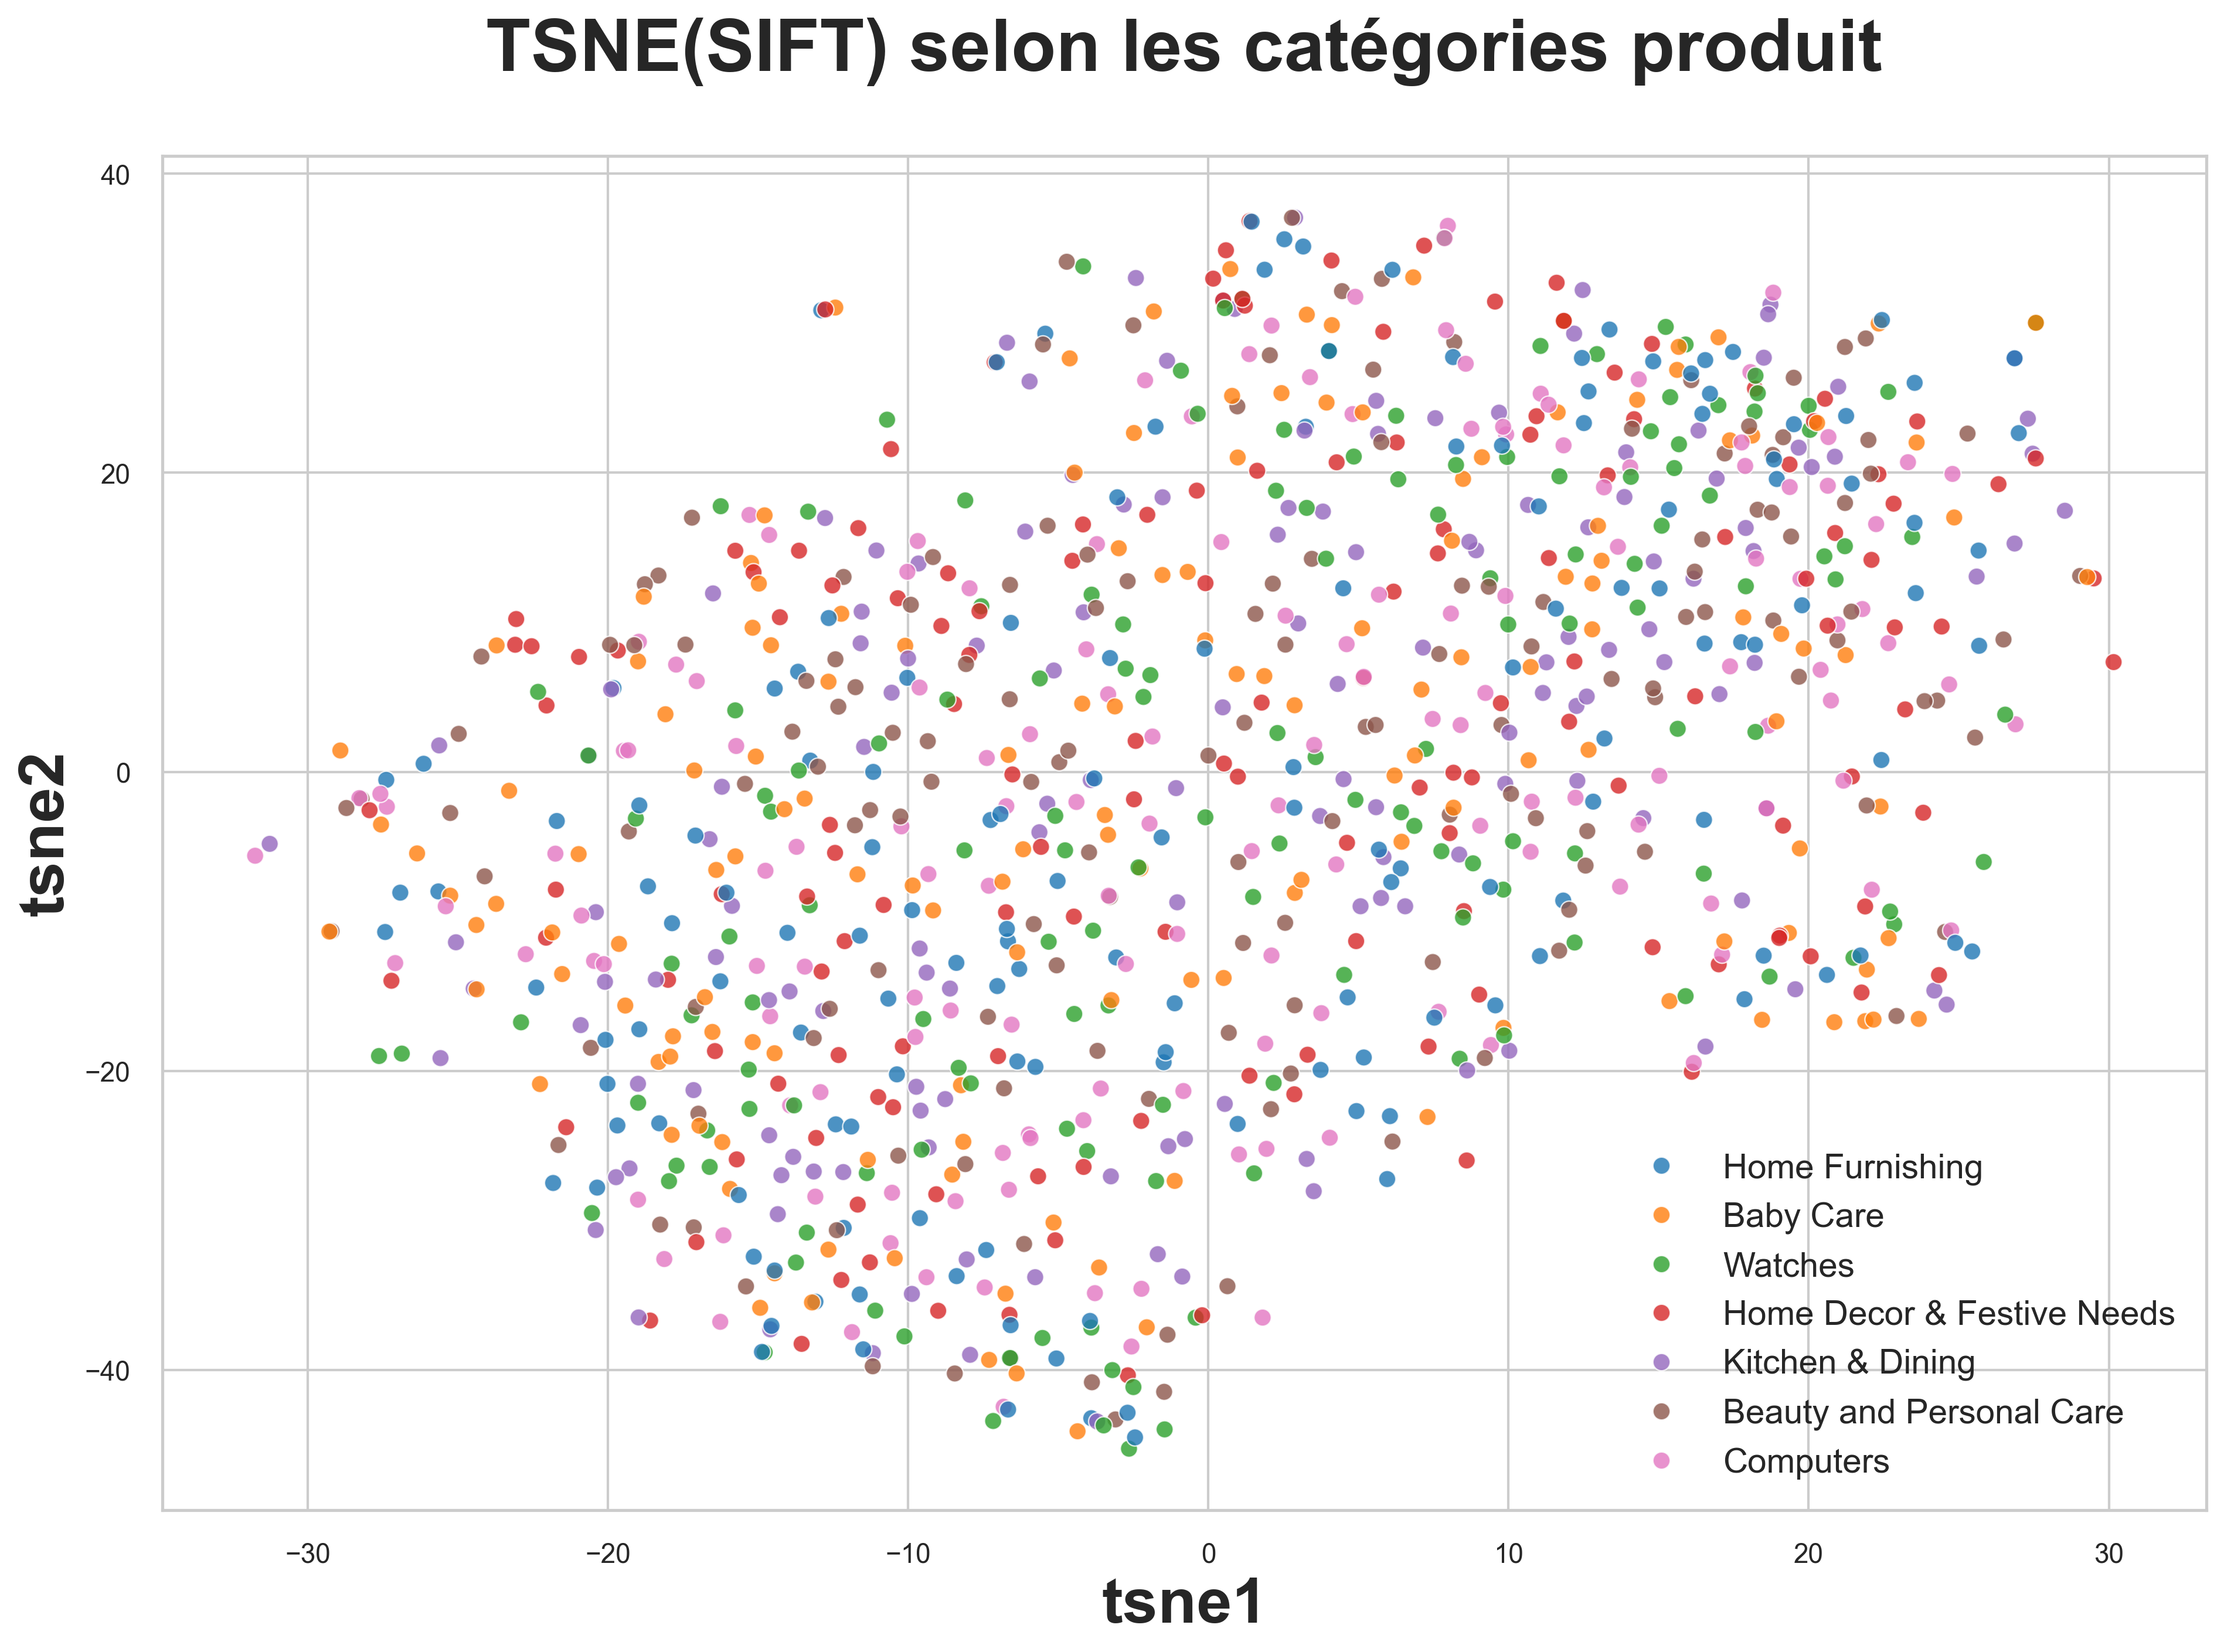 TSNE(SIFT) selon les catégories produit
40
20
0
−20
−40
tsne2
−30
−20
−10
0
10
20
30
tsne1
Home Furnishing
Baby Care
Watches
Home Decor & Festive Needs
Kitchen & Dining
Beauty and Personal Care
Computers